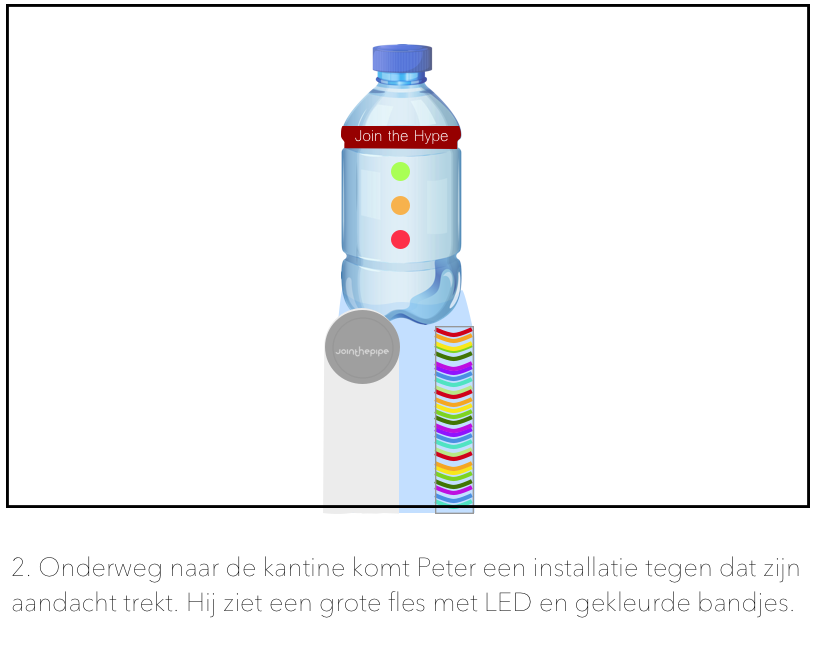 Join the Hype
Jointhepipe
2. Onderweg naar de kantine komt Peter een installatie tegen dat zijn
aandacht trekt. Hij ziet een grote fles met LED en gekleurde bandjes.